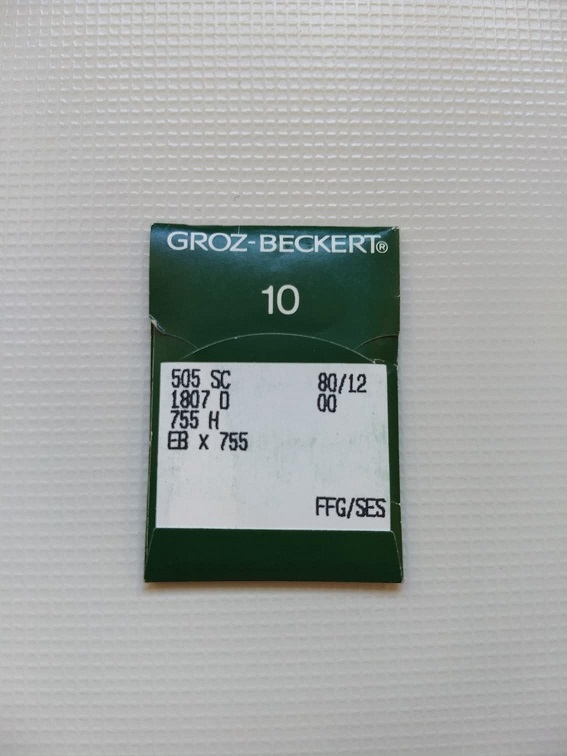 GROZ-BECKERT®
10
505 SC 80/12
1807 D 00
755 H
EB X 755
FFG/SES